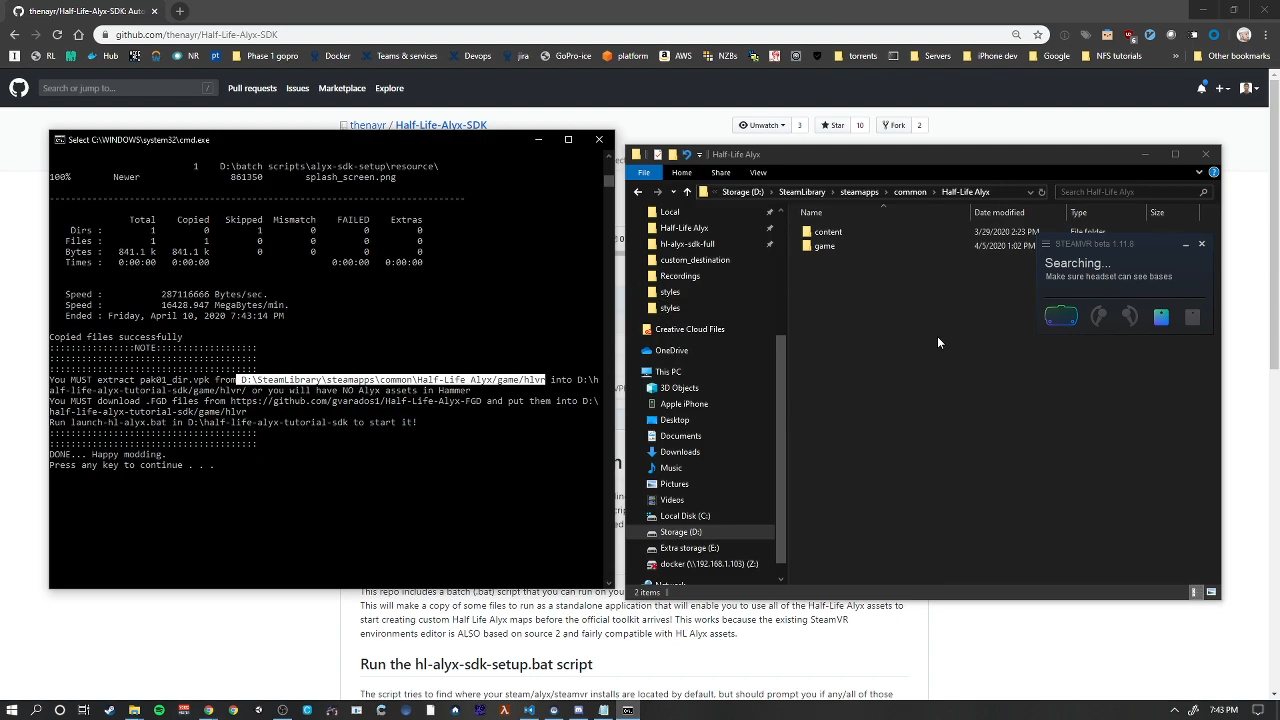 thenayr/Half-Life-Alyx-SDK: Auto
github.com/thenayr/Half-Life-Alyx-SDK
RL
Hub
NR
PT
Phase 1 gopro
Docker
Teams & services
Devops
jira
GoPro-ice
platform
AWS
NZBs
torrents
Servers
iPhone dev
Google
NFS tutorials
»
Other bookmarks
Search or jump to...
/
Pull requests
Issues
Marketplace
Explore
thenayr / Half-Life-Alyx-SDK
Unwatch
3
Star
10
Fork
2
Select C:\WINDOWS\system32\cmd.exe
1 D:\batch scripts\alyx-sdk-setup\resource\
100% Newer 861350 splash_screen.png
------------------------------------------------------------------------------
Total Copied Skipped Mismatch FAILED Extras
Dirs : 1 0 1 0 0 0
Files : 1 1 0 0 0 0
Bytes : 841.1 k 841.1 k 0 0 0 0
Times : 0:00:00 0:00:00 0:00:00 0:00:00
Speed : 287116666 Bytes/sec.
Speed : 16428.947 MegaBytes/min.
Ended : Friday, April 10, 2020 7:43:14 PM
Copied files successfully
::::::::::::::::NOTE:::::::::::::::::::
:::::::::::::::::::::::::::::::::::::::
:::::::::::::::::::::::::::::::::::::::
You MUST extract pak01_dir.vpk from D:\SteamLibrary\steamapps\common\Half-Life Alyx/game/hlvr into D:\h
alf-life-alyx-tutorial-sdk/game/hlvr/ or you will have NO Alyx assets in Hammer
You MUST download .FGD files from https://github.com/gvarados1/Half-Life-Alyx-FGD and put them into D:\
half-life-alyx-tutorial-sdk/game/hlvr
Run launch-hl-alyx.bat in D:\half-life-alyx-tutorial-sdk to start it!
:::::::::::::::::::::::::::::::::::::::
:::::::::::::::::::::::::::::::::::::::
DONE... Happy modding.
Press any key to continue . . .
Half-Life Alyx
File
Home
Share
View
Storage (D:) > SteamLibrary > steamapps > common > Half-Life Alyx
Search Half-Life Alyx
Name
Date modified
Type
Size
content
3/29/2020 2:23 PM
File folder
game
4/5/2020 1:02 PM
Local
Half-Life Alyx
hl-alyx-sdk-full
custom_destination
Recordings
styles
styles
Creative Cloud Files
OneDrive
This PC
3D Objects
Apple iPhone
Desktop
Documents
Downloads
Music
Pictures
Videos
Local Disk (C:)
Storage (D:)
Extra storage (E:)
docker (\\192.168.1.103) (Z:)
2 items
STEAMVR beta 1.11.8
Searching...
Make sure headset can see bases
This repo includes a batch (.bat) script that you can run on you
This will make a copy of some files to run as a standalone application that will enable you to use all of the Half-Life Alyx assets to
start creating custom Half Life Alyx maps before the official toolkit arrives! This works because the existing SteamVR
environments editor is ALSO based on source 2 and fairly compatible with HL Alyx assets.
Run the hl-alyx-sdk-setup.bat script
The script tries to find where your steam/alyx/steamvr installs are located by default, but should prompt you if any/all of those
7:43 PM